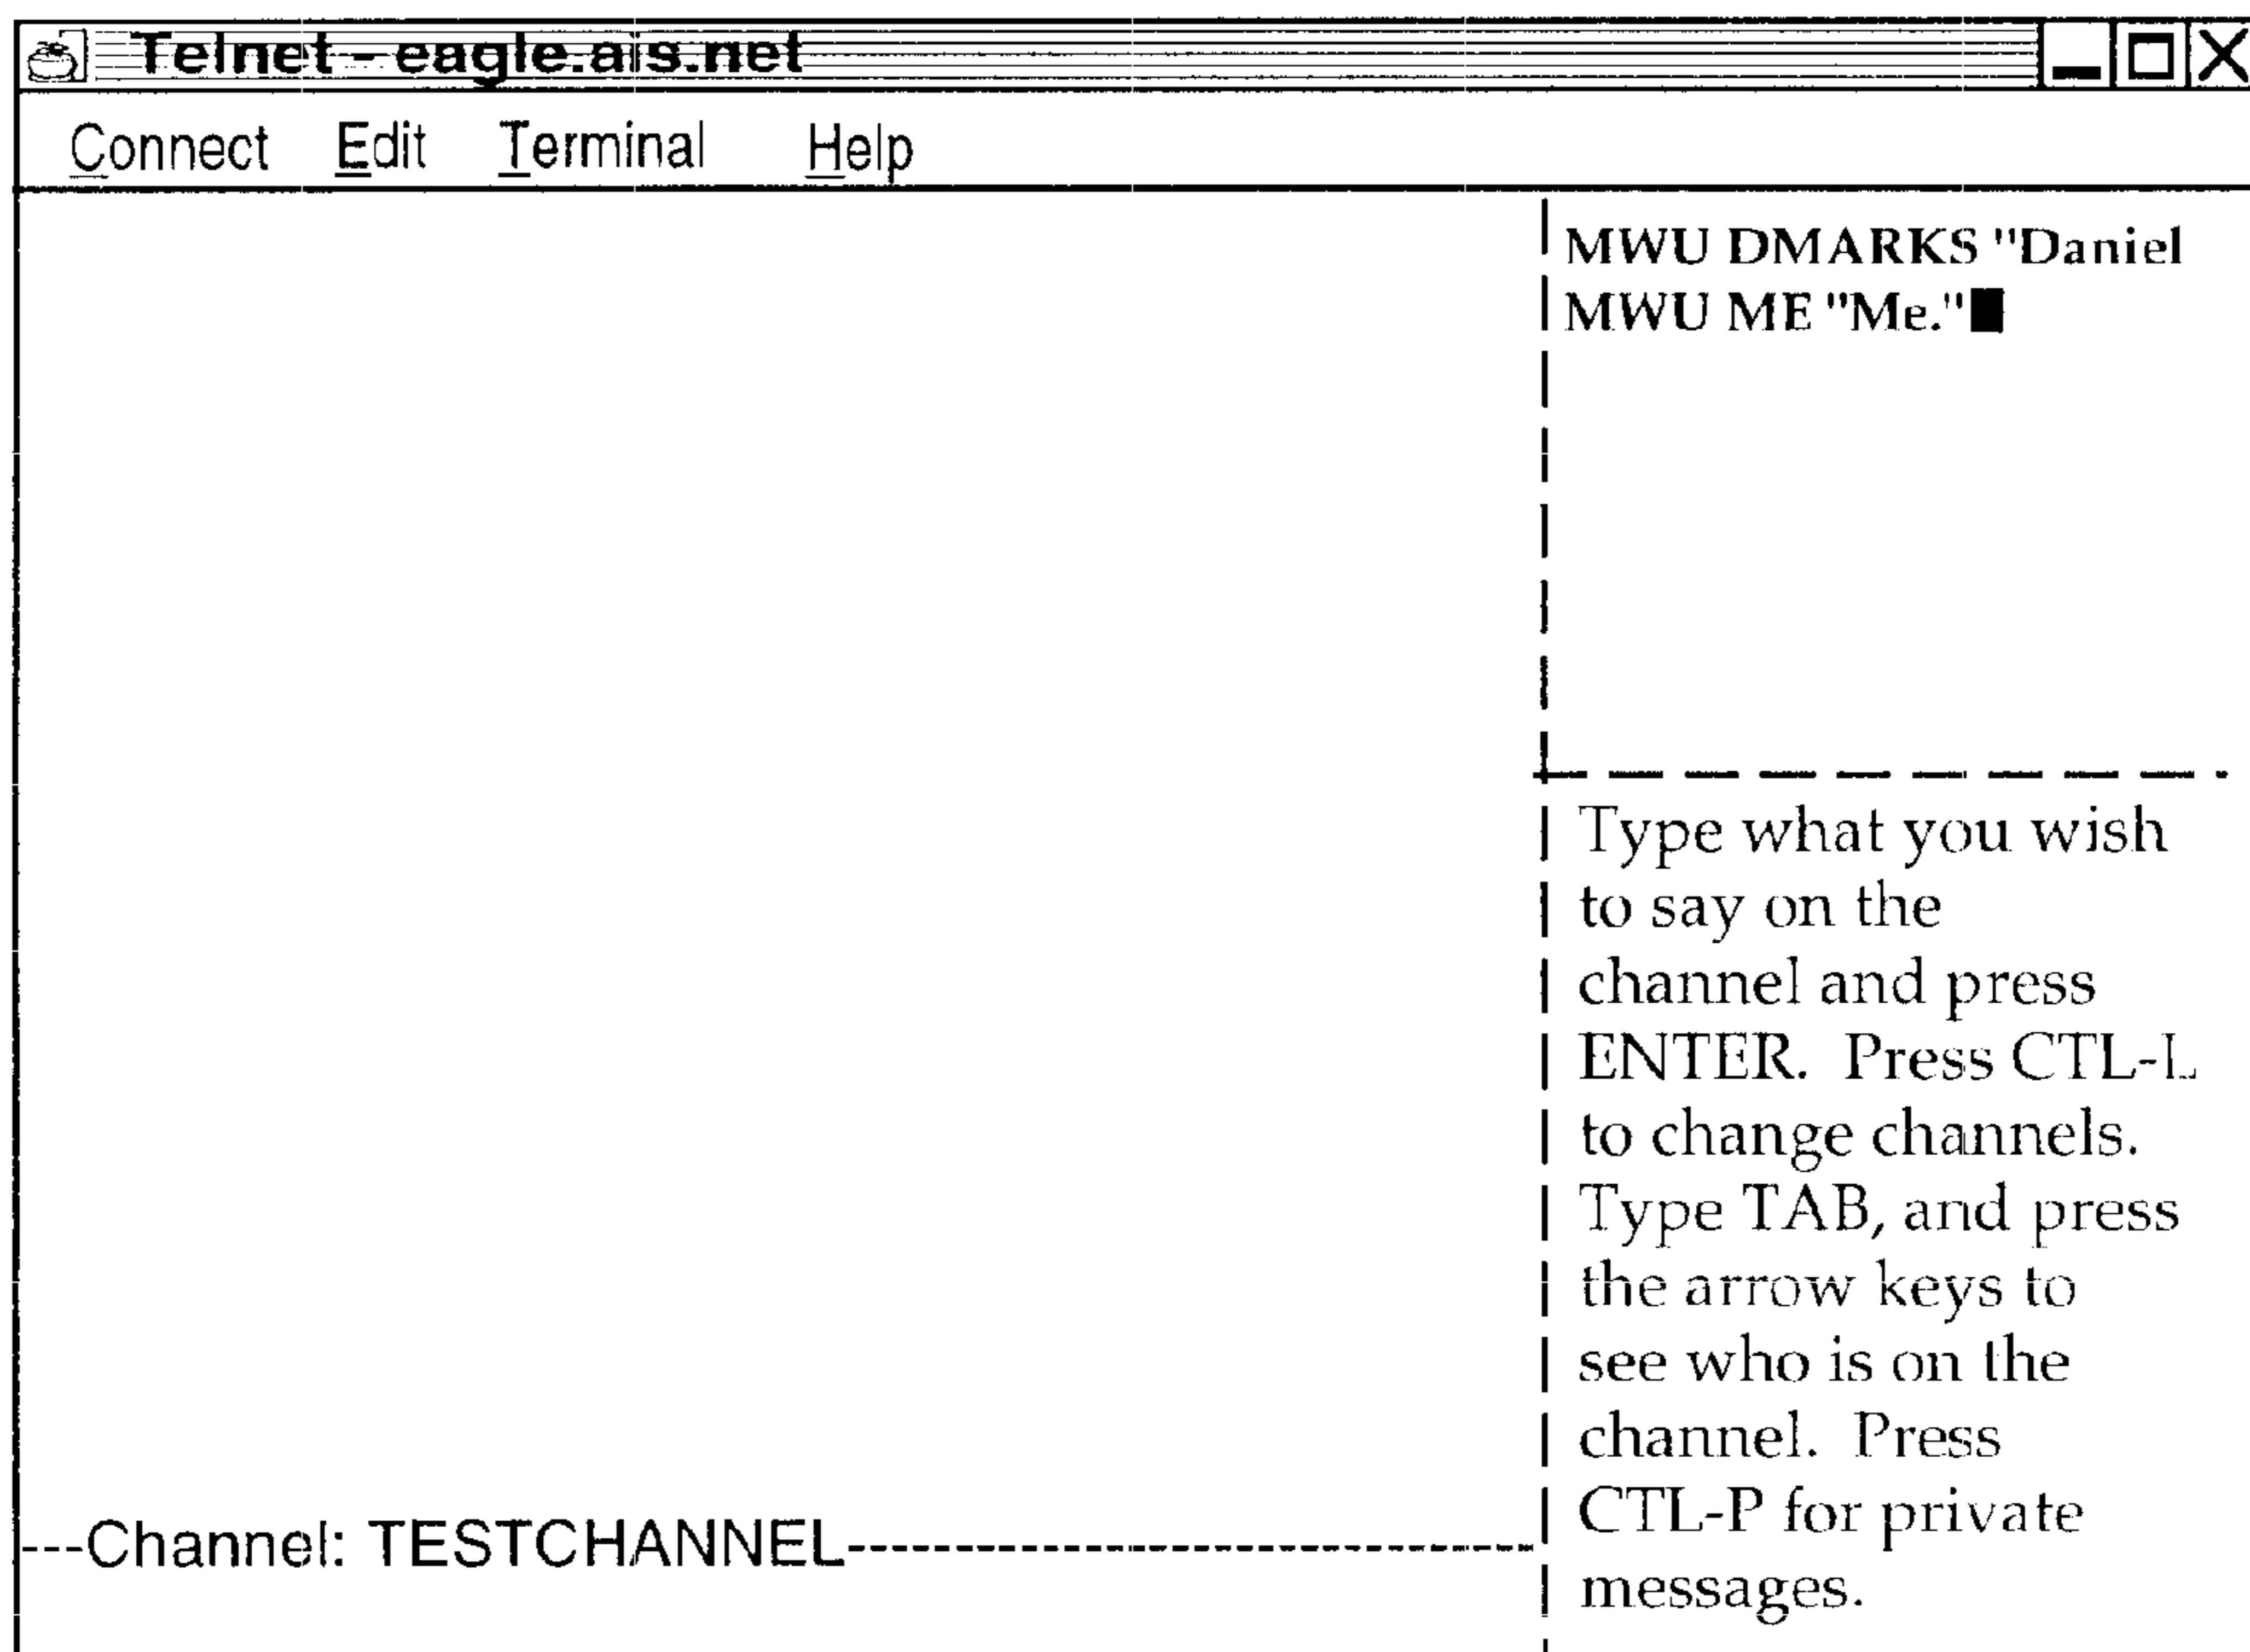 Telnet - eagle.ais.net
Connect Edit Terminal Help
MWU DMARKS "Daniel
MWU ME "Me."
Type what you wish
to say on the
channel and press
ENTER. Press CTL-L
to change channels.
Type TAB, and press
the arrow keys to
see who is on the
channel. Press
CTL-P for private
messages.
---Channel: TESTCHANNEL---------------------------